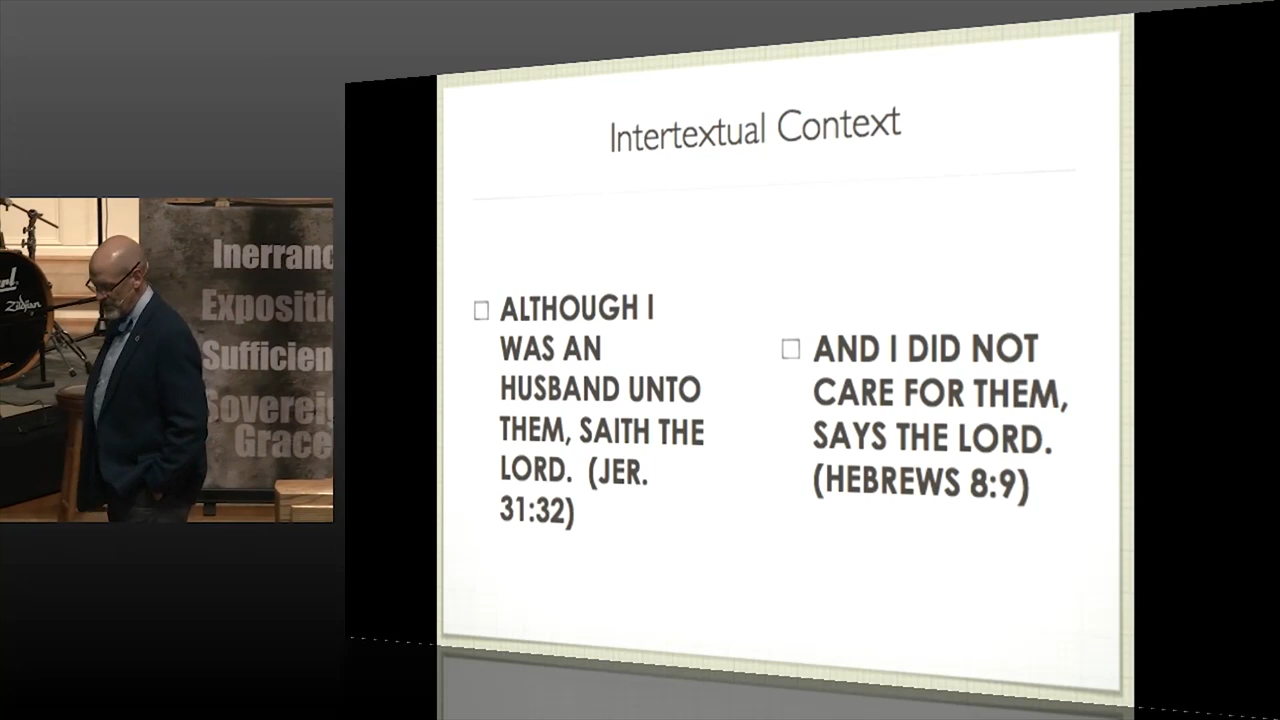 Intertextual Context
ALTHOUGH I
WAS AN
HUSBAND UNTO
THEM, SAITH THE
LORD. (JER.
31:32)
AND I DID NOT
CARE FOR THEM,
SAYS THE LORD.
(HEBREWS 8:9)
Inerranc
Expositi
Sufficien
Sovereig
Grace
Zildjian